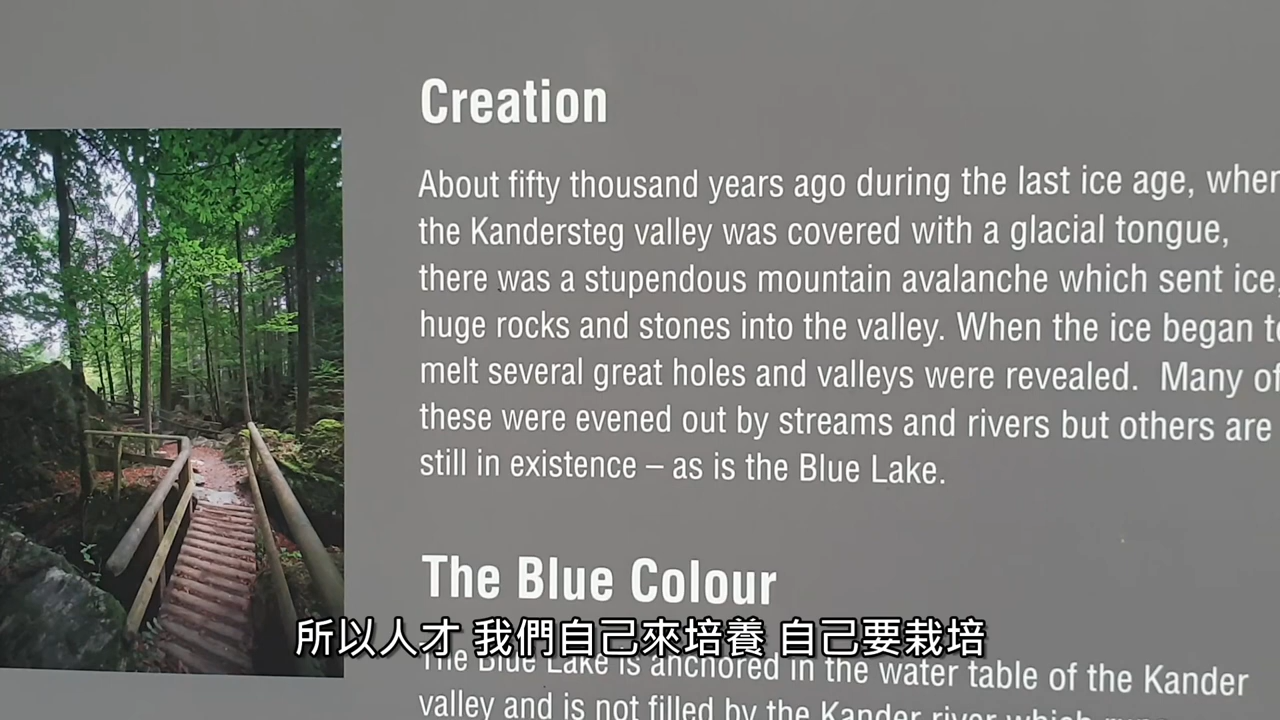 Creation
About fifty thousand years ago during the last ice age, when
the Kandersteg valley was covered with a glacial tongue,
there was a stupendous mountain avalanche which sent ice,
huge rocks and stones into the valley. When the ice began to
melt several great holes and valleys were revealed. Many of
these were evened out by streams and rivers but others are
still in existence – as is the Blue Lake.
The Blue Colour
所以人才 我們自己來培養 自己要栽培
The Blue Lake is anchored in the water table of the Kander
valley and is not filled by the Kander river which